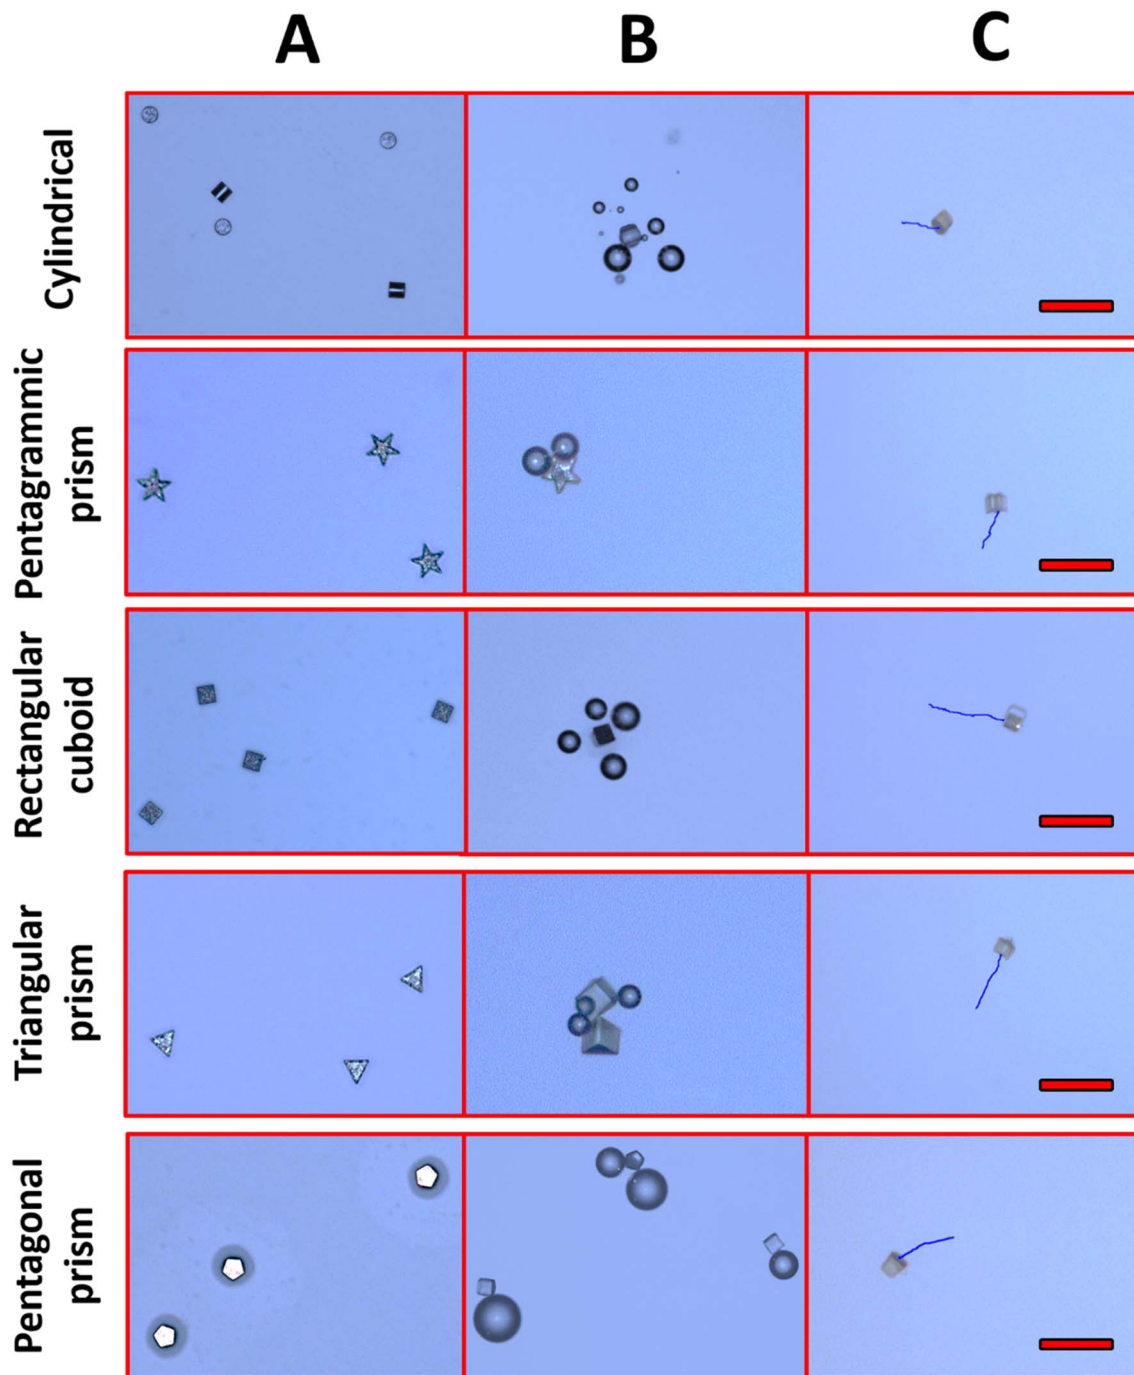 A B C
Cylindrical
Pentagrammic
prism
Rectangular
cuboid
Triangular
prism
Pentagonal
prism